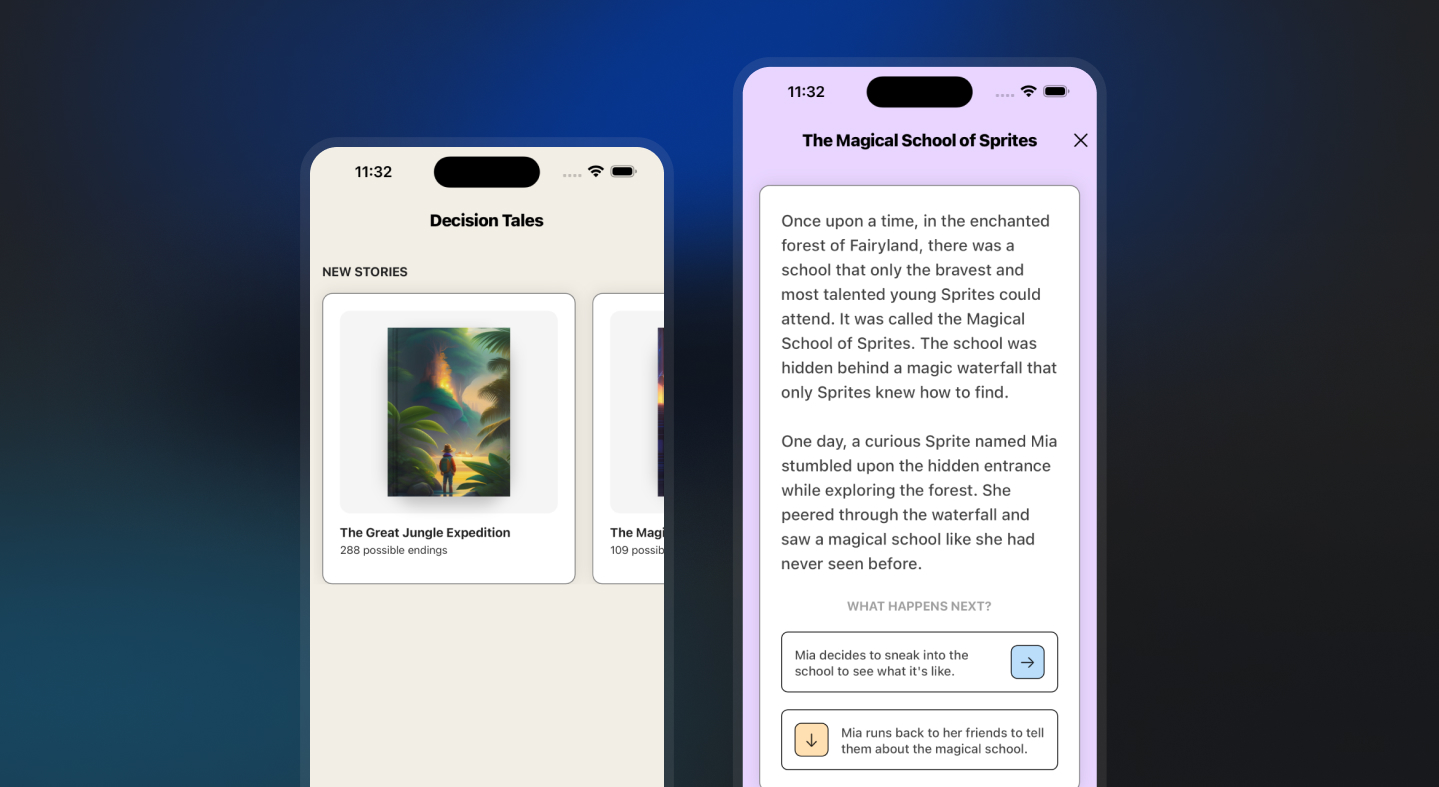 11:32
Decision Tales
NEW STORIES
The Great Jungle Expedition
288 possible endings
The Magi
109 possib
11:32
The Magical School of Sprites
Once upon a time, in the enchanted
forest of Fairyland, there was a
school that only the bravest and
most talented young Sprites could
attend. It was called the Magical
School of Sprites. The school was
hidden behind a magic waterfall that
only Sprites knew how to find.
One day, a curious Sprite named Mia
stumbled upon the hidden entrance
while exploring the forest. She
peered through the waterfall and
saw a magical school like she had
never seen before.
WHAT HAPPENS NEXT?
Mia decides to sneak into the
school to see what it's like.
Mia runs back to her friends to tell
them about the magical school.